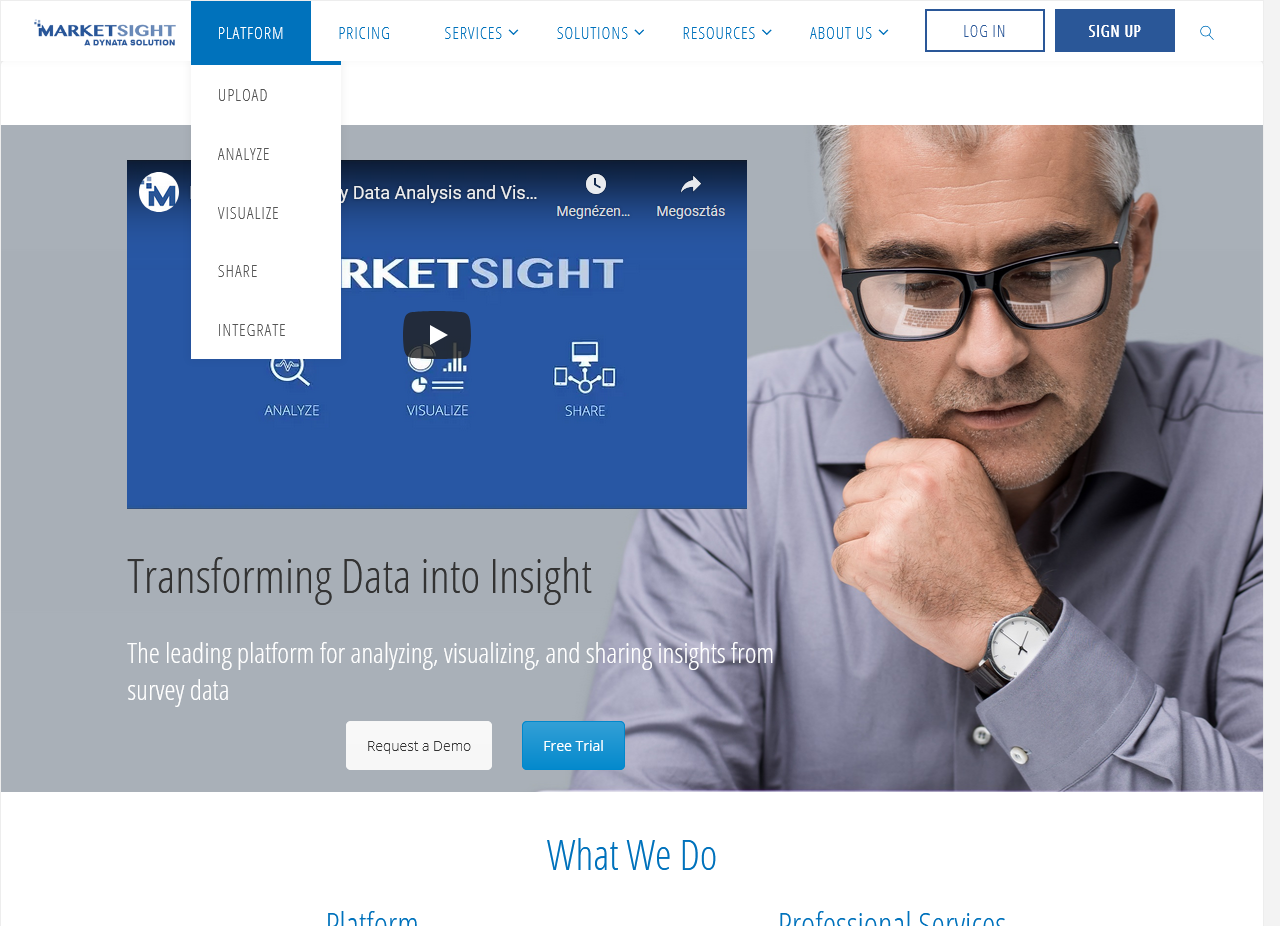 MARKETSIGHT
A DYNATA SOLUTION
PLATFORM
PRICING
SERVICES
SOLUTIONS
RESOURCES
ABOUT US
LOG IN
SIGN UP
UPLOAD
ANALYZE
VISUALIZE
SHARE
INTEGRATE
Data Analysis and Vis...
Megnézen...
Megosztás
RKETSIGHT
ANALYZE
VISUALIZE
SHARE
Transforming Data into Insight
The leading platform for analyzing, visualizing, and sharing insights from
survey data
Request a Demo
Free Trial
What We Do
Platform
Professional Services